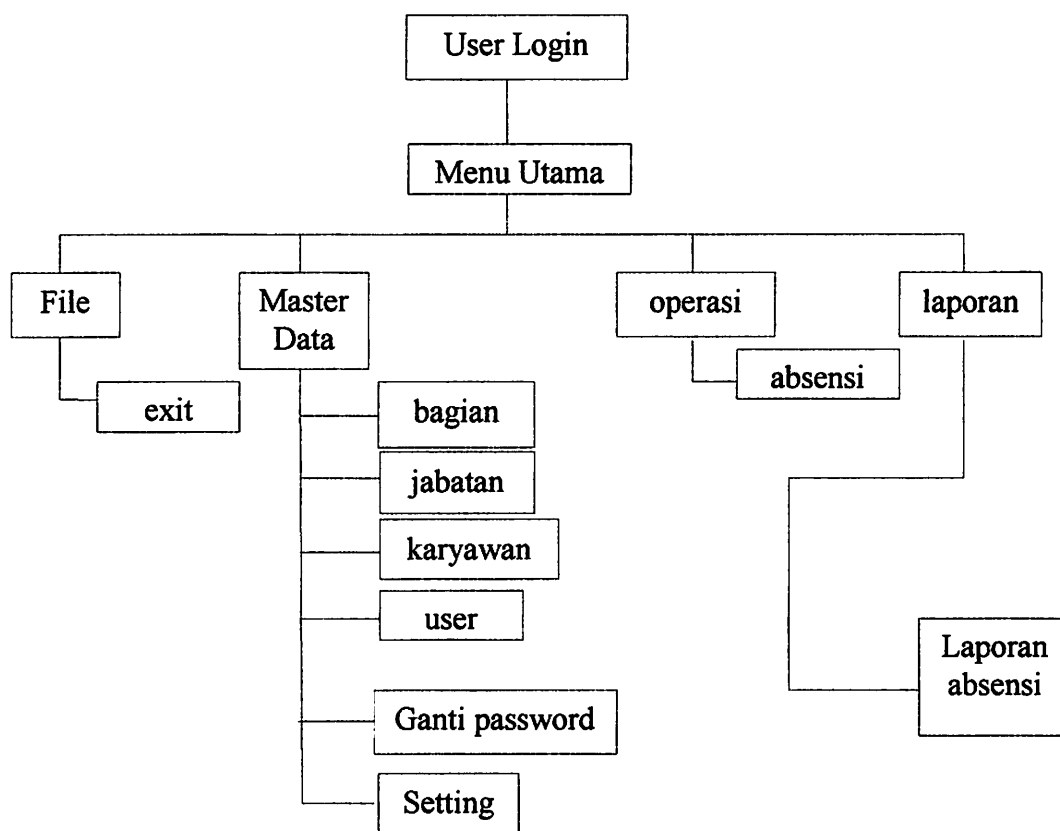 User Login
Menu Utama
File
Master
Data
operasi
laporan
exit
absensi
bagian
jabatan
karyawan
user
Ganti password
Setting
Laporan
absensi